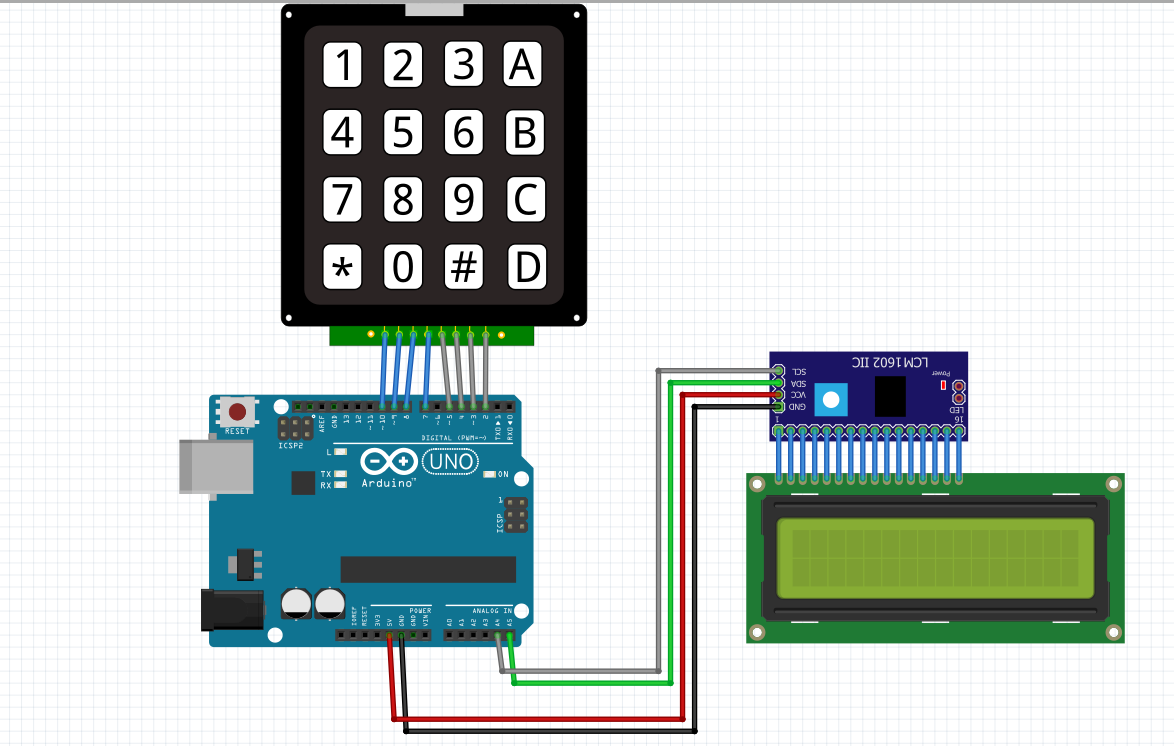 1 2 3 A
4 5 6 B
7 8 9 C
* 0 # D
LCM1602 IIC
SCL
SDA
VCC
GND
Power
LED
1
16
RESET
ICSP2
AREF
GND
13
12
~11
~10
~9
8
7
~6
~5
4
~3
2
TX0▶1
RX0◀0
DIGITAL (PWM=~)
L
TX
RX
Arduino™
UNO
ON
1
ICSP
POWER
ANALOG IN
IOREF
RESET
3V3
5V
GND
GND
VIN
A0
A1
A2
A3
A4
A5